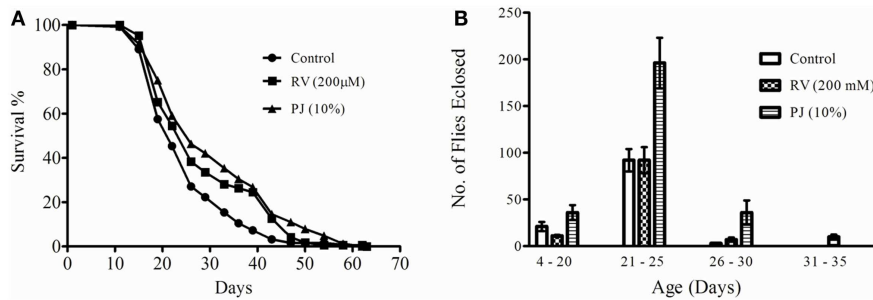 A
Survival %
100
80
60
40
20
0
0 10 20 30 40 50 60 70
Days
Control
RV (200µM)
PJ (10%)
B
No. of Flies Eclosed
250
200
150
100
50
0
4 - 20 21 - 25 26 - 30 31 - 35
Age (Days)
Control
RV (200 mM)
PJ (10%)